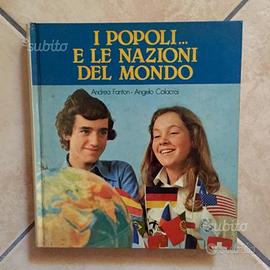 subito
I POPOLI...
E LE NAZIONI
DEL MONDO
Andrea Fanton - Angelo Colacrai
subito